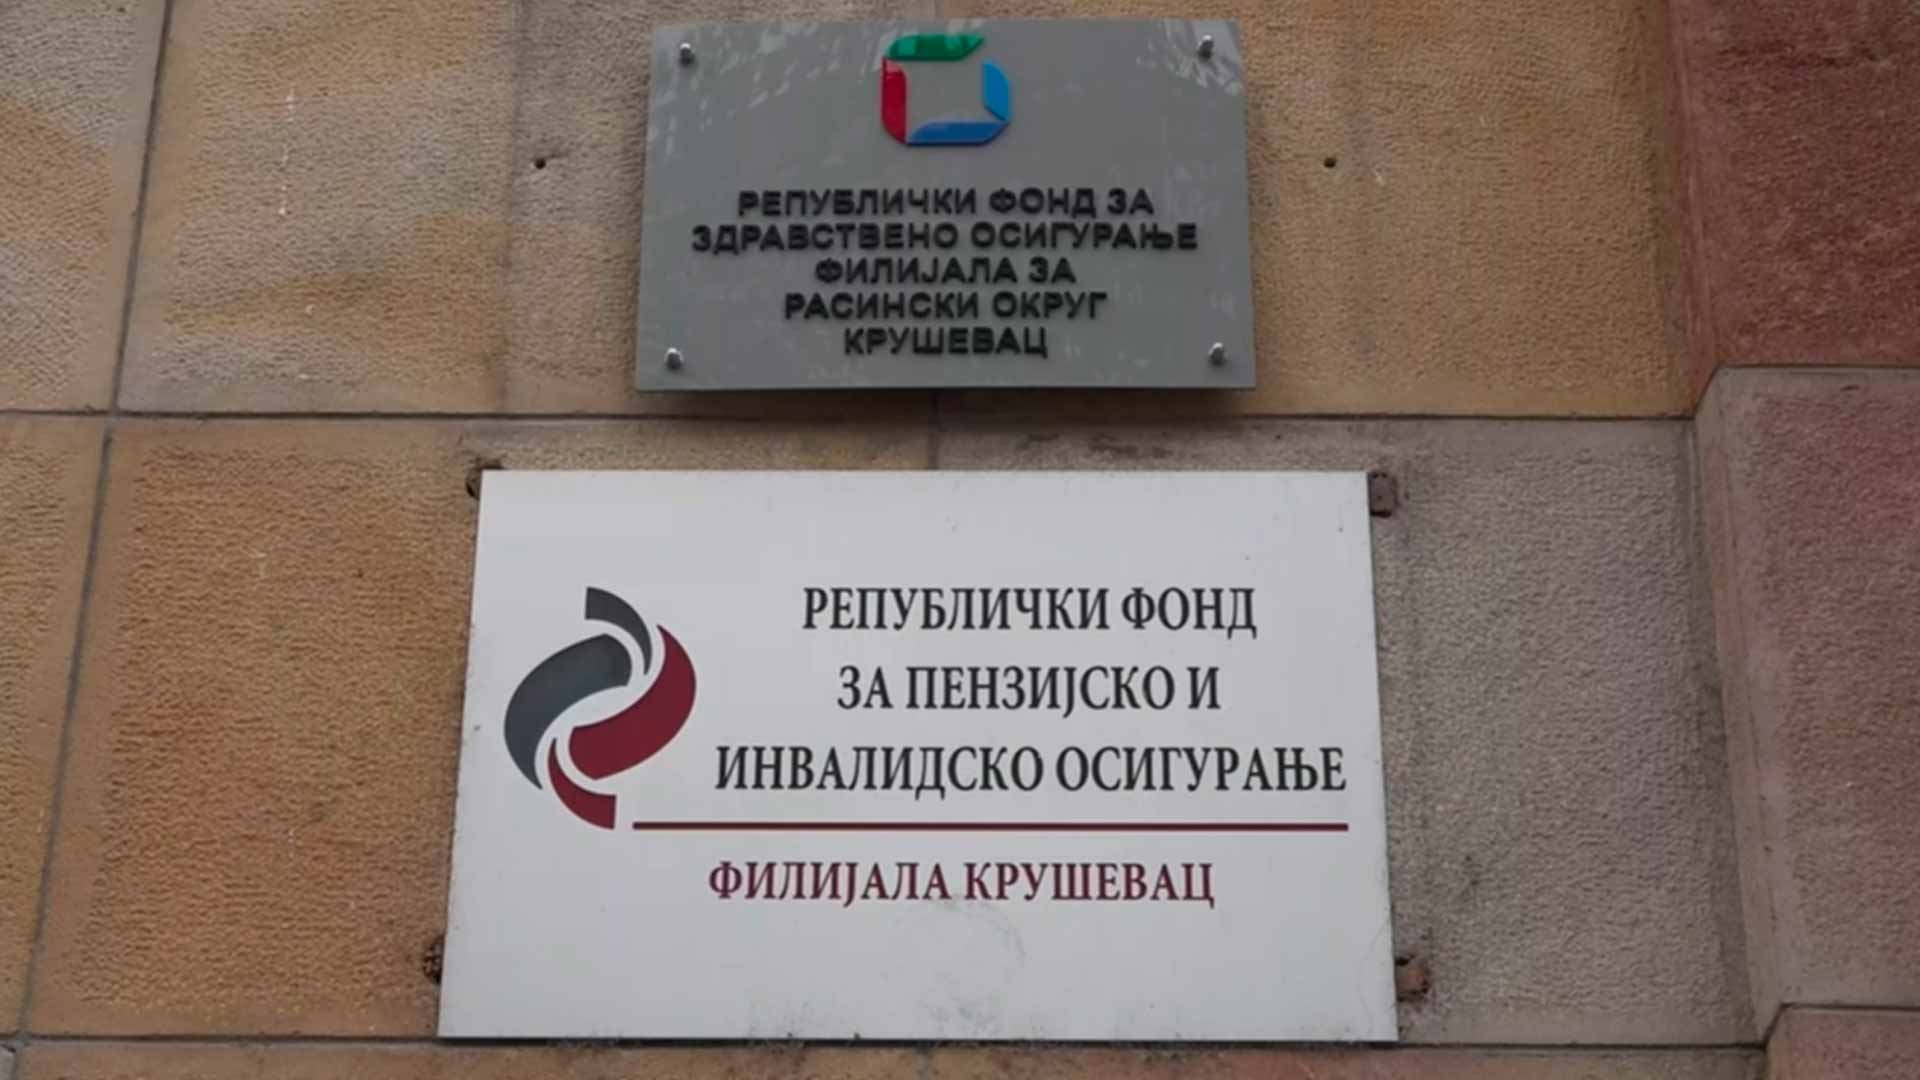 РЕПУБЛИЧКИ ФОНД ЗА
ЗДРАВСТВЕНО ОСИГУРАЊЕ
ФИЛИЈАЛА ЗА
РАСИНСКИ ОКРУГ
КРУШЕВАЦ
РЕПУБЛИЧКИ ФОНД
ЗА ПЕНЗИЈСКО И
ИНВАЛИДСКО ОСИГУРАЊЕ
ФИЛИЈАЛА КРУШЕВАЦ